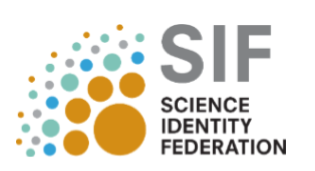 SIF
SCIENCE
IDENTITY
FEDERATION